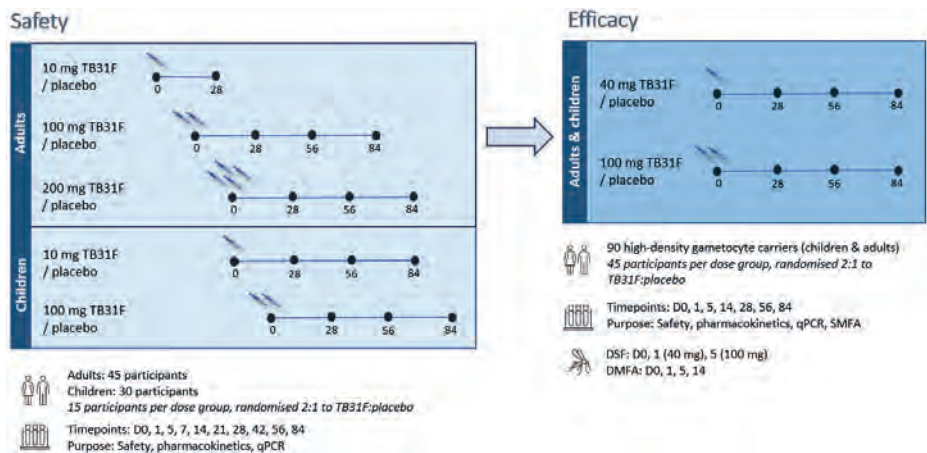 Safety
Adults
10 mg TB31F
/ placebo
0 28
100 mg TB31F
/ placebo
0 28 56 84
200 mg TB31F
/ placebo
0 28 56 84
Children
10 mg TB31F
/ placebo
0 28 56 84
100 mg TB31F
/ placebo
0 28 56 84
Adults: 45 participants
Children: 30 participants
15 participants per dose group, randomised 2:1 to TB31F:placebo
Timepoints: D0, 1, 5, 7, 14, 21, 28, 42, 56, 84
Purpose: Safety, pharmacokinetics, qPCR
Efficacy
Adults & children
40 mg TB31F
/ placebo
0 28 56 84
100 mg TB31F
/ placebo
0 28 56 84
90 high-density gametocyte carriers (children & adults)
45 participants per dose group, randomised 2:1 to
TB31F:placebo
Timepoints: D0, 1, 5, 14, 28, 56, 84
Purpose: Safety, pharmacokinetics, qPCR, SMFA
DSF: D0, 1 (40 mg), 5 (100 mg)
DMFA: D0, 1, 5, 14